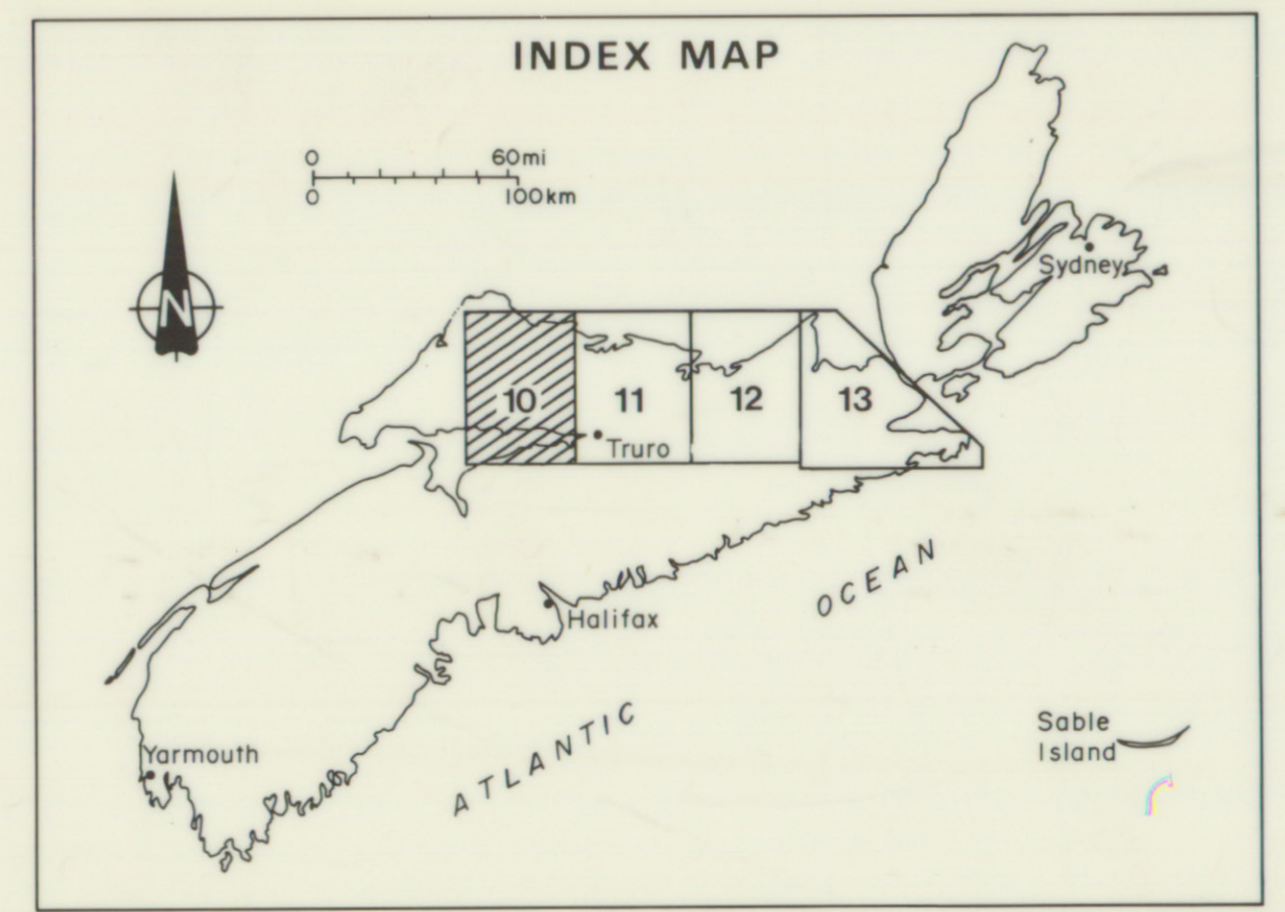 INDEX MAP
0 60mi
0 100km
N
Sydney
10 11 12 13
Truro
OCEAN
Halifax
ATLANTIC
Sable
Island
Yarmouth